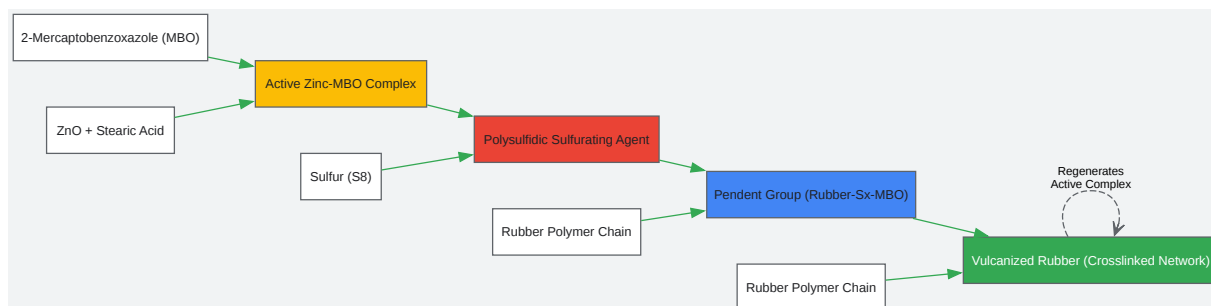 2-Mercaptobenzoxazole (MBO)
Active Zinc-MBO Complex
ZnO + Stearic Acid
Polysulfidic Sulfurating Agent
Sulfur (S8)
Pendent Group (Rubber-Sx-MBO)
Rubber Polymer Chain
Regenerates
Active Complex
Vulcanized Rubber (Crosslinked Network)
Rubber Polymer Chain